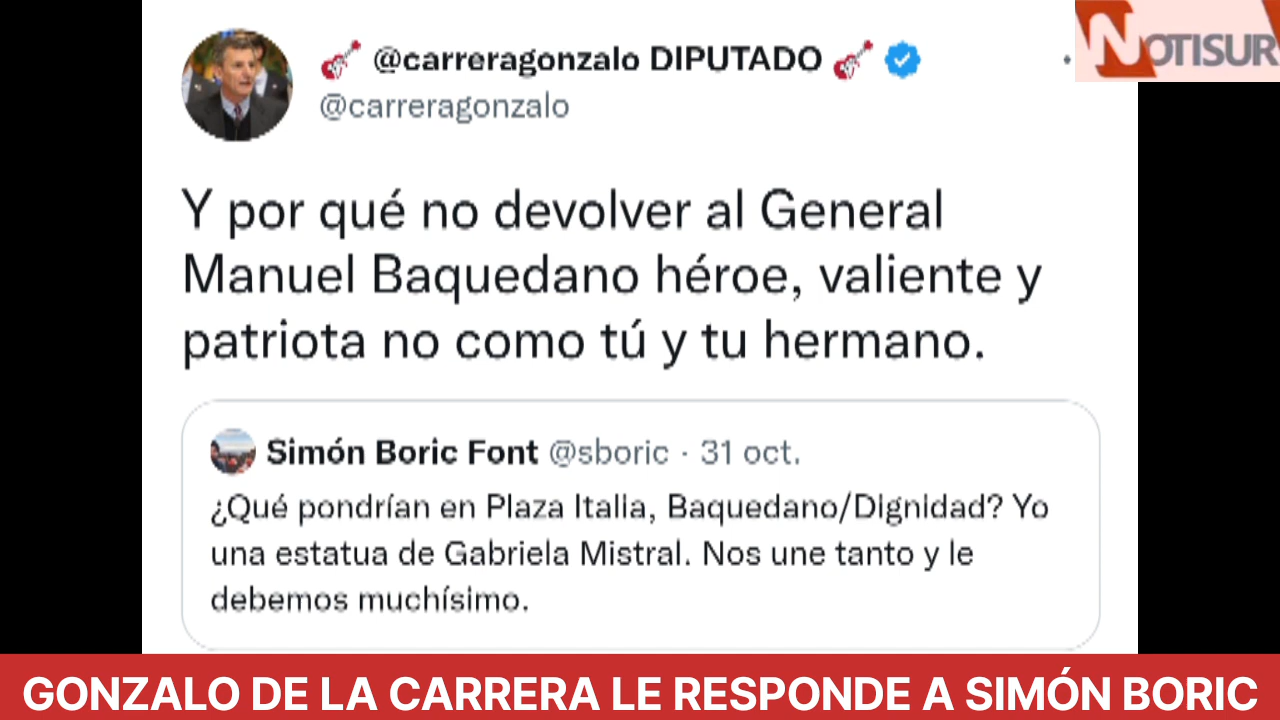 NOTISUR
@carreragonzalo DIPUTADO
@carreragonzalo
Y por qué no devolver al General
Manuel Baquedano héroe, valiente y
patriota no como tú y tu hermano.
Simón Boric Font @sboric · 31 oct.
¿Qué pondrían en Plaza Italia, Baquedano/Dignidad? Yo
una estatua de Gabriela Mistral. Nos une tanto y le
debemos muchísimo.
GONZALO DE LA CARRERA LE RESPONDE A SIMÓN BORIC